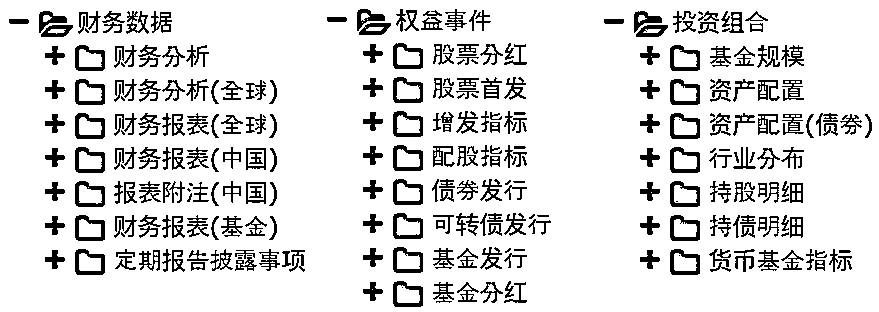 财务数据
财务分析
财务分析(全球)
财务报表(全球)
财务报表(中国)
报表附注(中国)
财务报表(基金)
定期报告披露事项
权益事件
股票分红
股票首发
增发指标
配股指标
债券发行
可转债发行
基金发行
基金分红
投资组合
基金规模
资产配置
资产配置(债券)
行业分布
持股明细
持债明细
货币基金指标